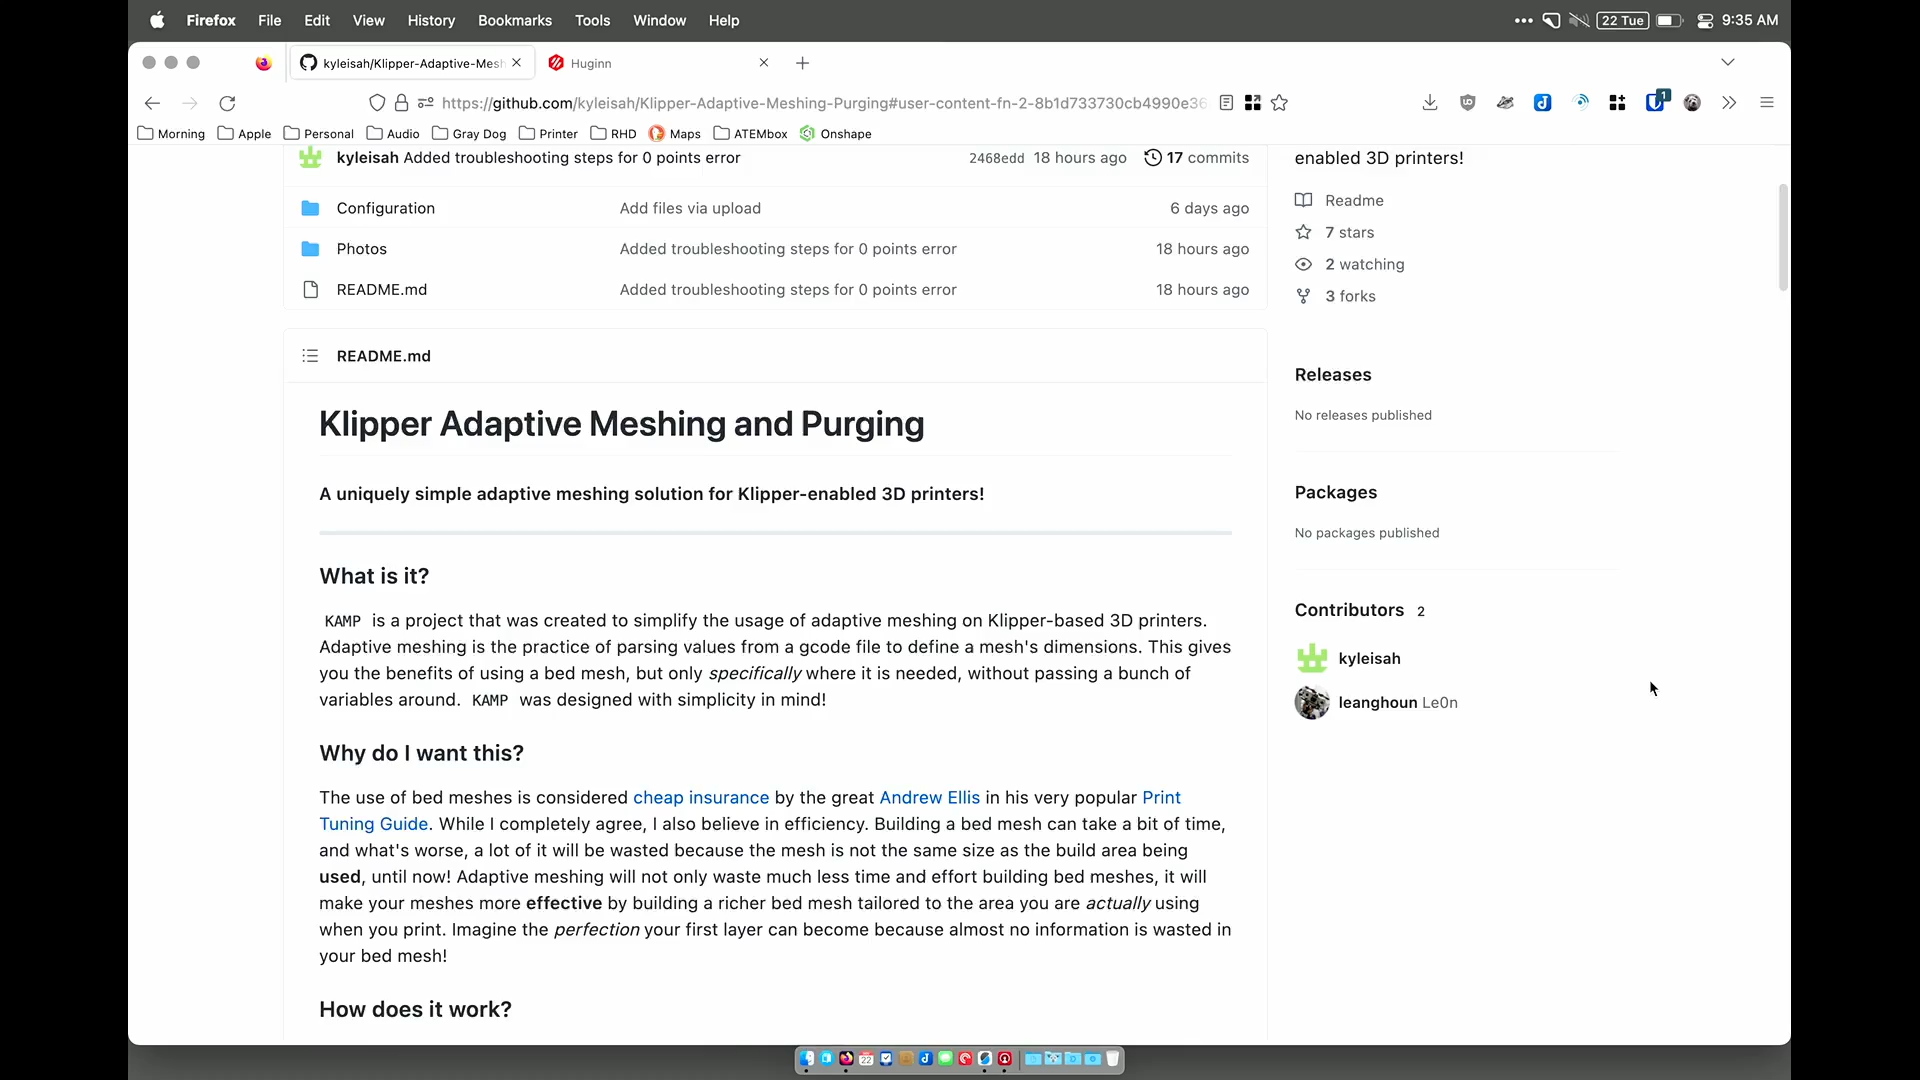 Firefox File Edit View History Bookmarks Tools Window Help
22 Tue 9:35 AM
kyleisah/Klipper-Adaptive-Mesh
Huginn
https://github.com/kyleisah/Klipper-Adaptive-Meshing-Purging#user-content-fn-2-8b1d733730cb4990e36
1
Morning Apple Personal Audio Gray Dog Printer RHD Maps ATEMbox Onshape
kyleisah Added troubleshooting steps for 0 points error 2468edd 18 hours ago 17 commits
Configuration Add files via upload 6 days ago
Photos Added troubleshooting steps for 0 points error 18 hours ago
README.md Added troubleshooting steps for 0 points error 18 hours ago
README.md
Klipper Adaptive Meshing and Purging
A uniquely simple adaptive meshing solution for Klipper-enabled 3D printers!
What is it?
KAMP is a project that was created to simplify the usage of adaptive meshing on Klipper-based 3D printers.
Adaptive meshing is the practice of parsing values from a gcode file to define a mesh's dimensions. This gives
you the benefits of using a bed mesh, but only specifically where it is needed, without passing a bunch of
variables around. KAMP was designed with simplicity in mind!
Why do I want this?
The use of bed meshes is considered cheap insurance by the great Andrew Ellis in his very popular Print
Tuning Guide. While I completely agree, I also believe in efficiency. Building a bed mesh can take a bit of time,
and what's worse, a lot of it will be wasted because the mesh is not the same size as the build area being
used, until now! Adaptive meshing will not only waste much less time and effort building bed meshes, it will
make your meshes more effective by building a richer bed mesh tailored to the area you are actually using
when you print. Imagine the perfection your first layer can become because almost no information is wasted in
your bed mesh!
How does it work?
enabled 3D printers!
Readme
7 stars
2 watching
3 forks
Releases
No releases published
Packages
No packages published
Contributors 2
kyleisah
leanghoun Le0n
22